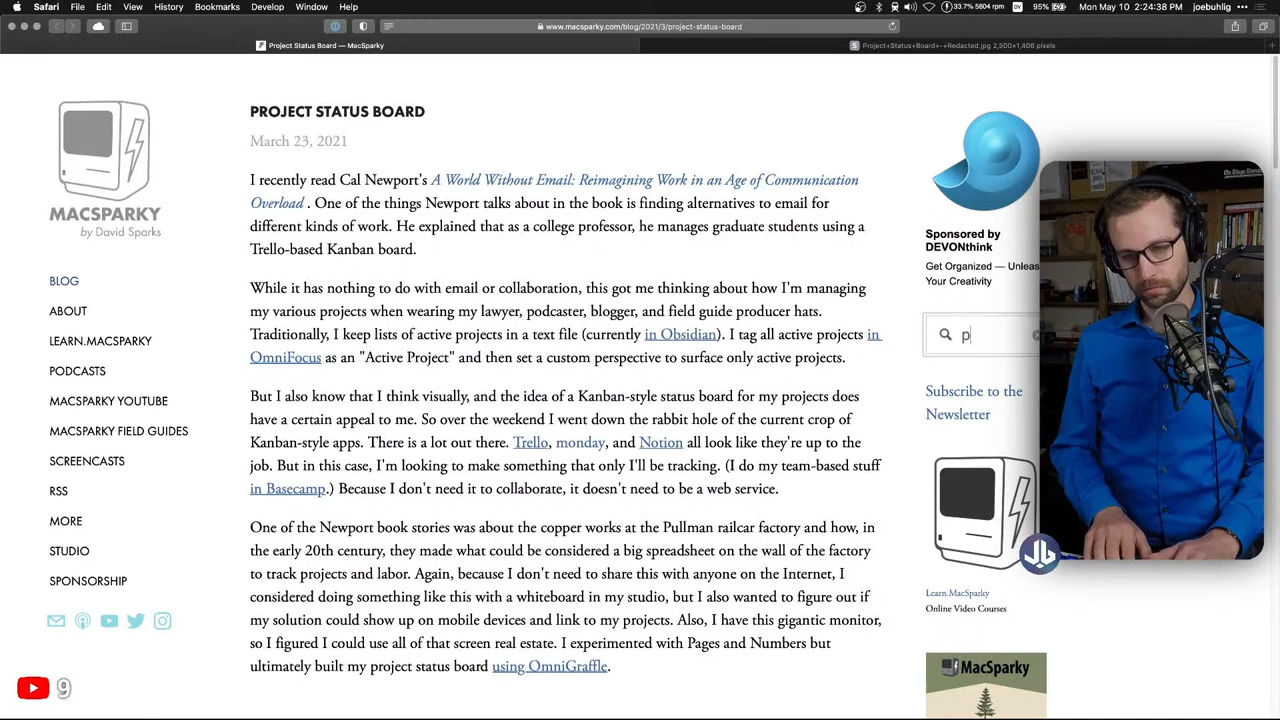 Safari File Edit View History Bookmarks Develop Window Help
33.7% 5604 rpm 95% Mon May 10 2:24:38 PM joebuhlig
www.macsparky.com/blog/2021/3/project-status-board
Project Status Board — MacSparky
Project+Status+Board+-+Redacted.jpg 2,500×1,406 pixels
MACSPARKY
by David Sparks
BLOG
ABOUT
LEARN.MACSPARKY
PODCASTS
MACSPARKY YOUTUBE
MACSPARKY FIELD GUIDES
SCREENCASTS
RSS
MORE
STUDIO
SPONSORSHIP
9
PROJECT STATUS BOARD
March 23, 2021
I recently read Cal Newport's A World Without Email: Reimagining Work in an Age of Communication
Overload . One of the things Newport talks about in the book is finding alternatives to email for
different kinds of work. He explained that as a college professor, he manages graduate students using a
Trello-based Kanban board.
While it has nothing to do with email or collaboration, this got me thinking about how I'm managing
my various projects when wearing my lawyer, podcaster, blogger, and field guide producer hats.
Traditionally, I keep lists of active projects in a text file (currently in Obsidian). I tag all active projects in
OmniFocus as an "Active Project" and then set a custom perspective to surface only active projects.
But I also know that I think visually, and the idea of a Kanban-style status board for my projects does
have a certain appeal to me. So over the weekend I went down the rabbit hole of the current crop of
Kanban-style apps. There is a lot out there. Trello, monday, and Notion all look like they're up to the
job. But in this case, I'm looking to make something that only I'll be tracking. (I do my team-based stuff
in Basecamp.) Because I don't need it to collaborate, it doesn't need to be a web service.
One of the Newport book stories was about the copper works at the Pullman railcar factory and how, in
the early 20th century, they made what could be considered a big spreadsheet on the wall of the factory
to track projects and labor. Again, because I don't need to share this with anyone on the Internet, I
considered doing something like this with a whiteboard in my studio, but I also wanted to figure out if
my solution could show up on mobile devices and link to my projects. Also, I have this gigantic monitor,
so I figured I could use all of that screen real estate. I experimented with Pages and Numbers but
ultimately built my project status board using OmniGraffle.
Sponsored by
DEVONthink
Get Organized — Unleas
Your Creativity
p
Subscribe to the
Newsletter
JB
Learn.MacSparky
Online Video Courses
MacSparky